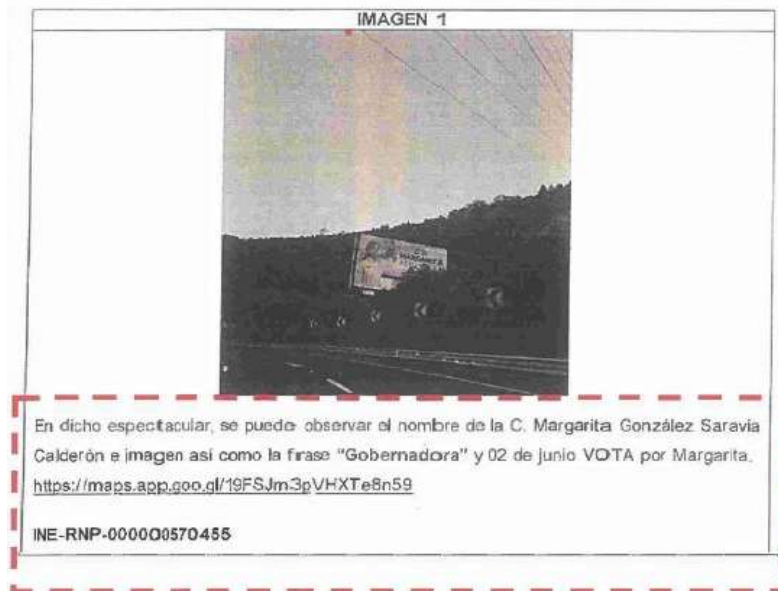 IMAGEN 1
MARGARITA
En dicho espectacular, se puede observar el nombre de la C. Margarita González Saravia
Calderón e imagen así como la frase "Gobernadora" y 02 de junio VOTA por Margarita.
https://maps.app.goo.gl/19FSJm3pVHXTe8n59
INE-RNP-000000570455